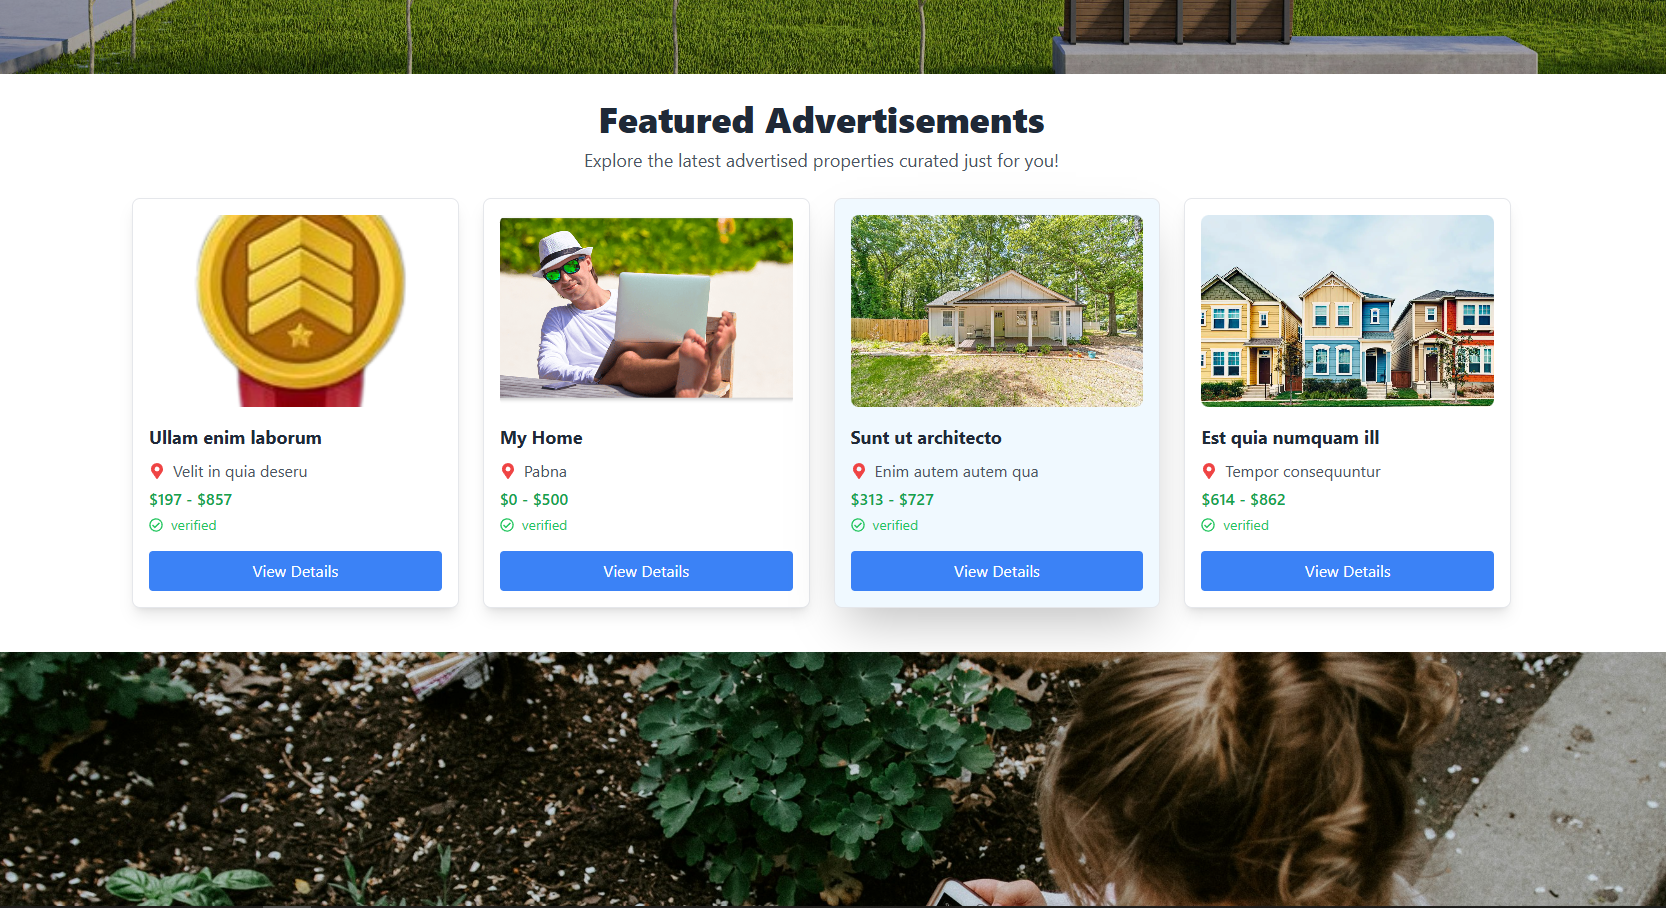 Featured Advertisements
Explore the latest advertised properties curated just for you!
Ullam enim laborum
Velit in quia deseru
$197 - $857
verified
View Details
My Home
Pabna
$0 - $500
verified
View Details
Sunt ut architecto
Enim autem autem qua
$313 - $727
verified
View Details
Est quia numquam ill
Tempor consequuntur
$614 - $862
verified
View Details